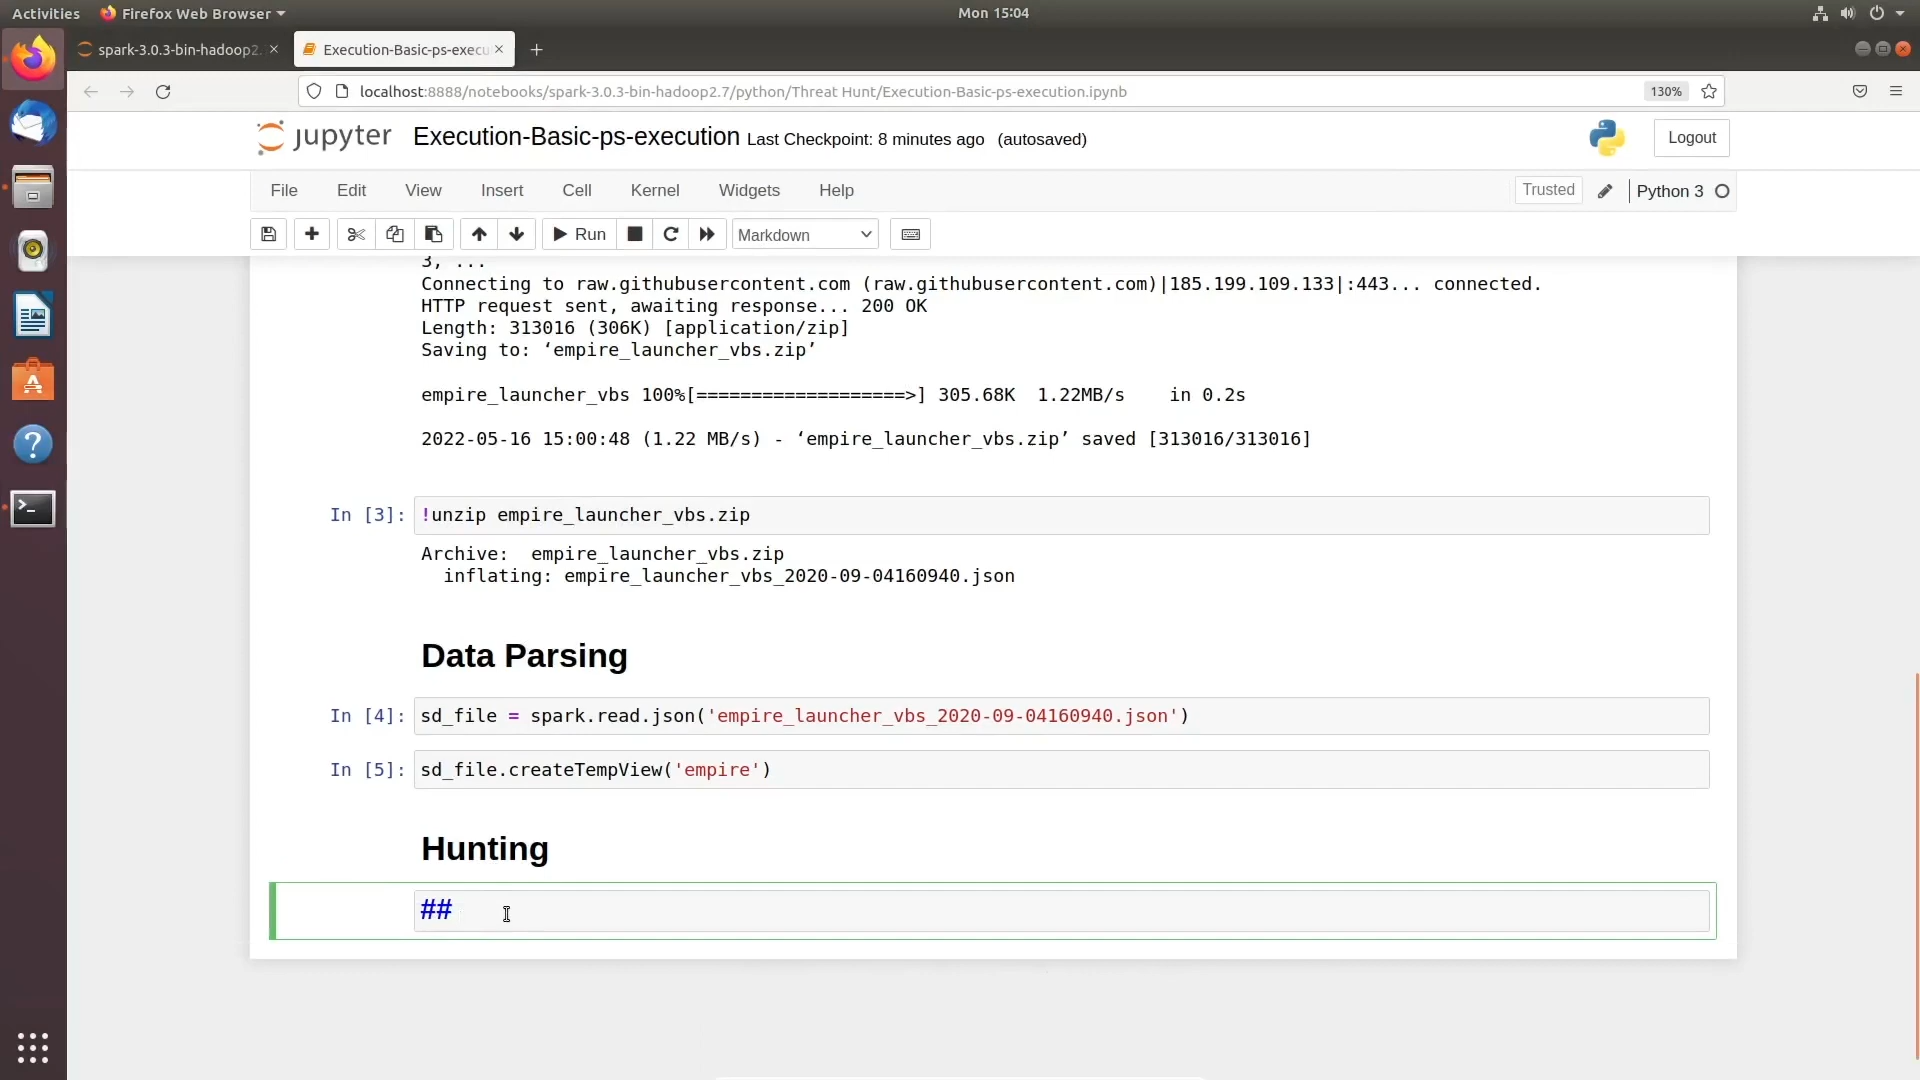 Activities
Firefox Web Browser
Mon 15:04
spark-3.0.3-bin-hadoop2.
Execution-Basic-ps-execu
localhost:8888/notebooks/spark-3.0.3-bin-hadoop2.7/python/Threat Hunt/Execution-Basic-ps-execution.ipynb
130%
jupyter
Execution-Basic-ps-execution Last Checkpoint: 8 minutes ago (autosaved)
Logout
File Edit View Insert Cell Kernel Widgets Help
Trusted
Python 3
Run
Markdown
3, ...
Connecting to raw.githubusercontent.com (raw.githubusercontent.com)|185.199.109.133|:443... connected.
HTTP request sent, awaiting response... 200 OK
Length: 313016 (306K) [application/zip]
Saving to: ‘empire_launcher_vbs.zip’
empire_launcher_vbs 100%[===================>] 305.68K 1.22MB/s in 0.2s
2022-05-16 15:00:48 (1.22 MB/s) - ‘empire_launcher_vbs.zip’ saved [313016/313016]
In [3]: !unzip empire_launcher_vbs.zip
Archive: empire_launcher_vbs.zip
inflating: empire_launcher_vbs_2020-09-04160940.json
Data Parsing
In [4]: sd_file = spark.read.json('empire_launcher_vbs_2020-09-04160940.json')
In [5]: sd_file.createTempView('empire')
Hunting
##